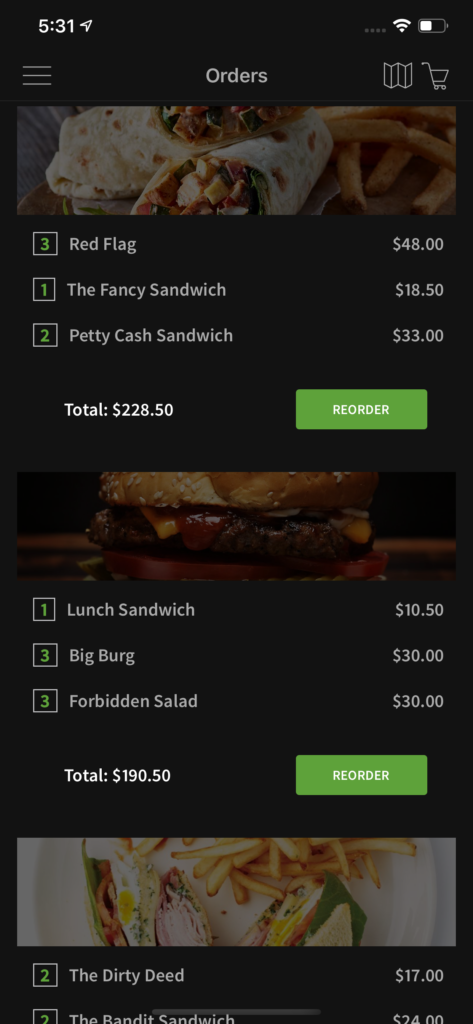 5:31
Orders
3 Red Flag $48.00
1 The Fancy Sandwich $18.50
2 Petty Cash Sandwich $33.00
Total: $228.50 REORDER
1 Lunch Sandwich $10.50
3 Big Burg $30.00
3 Forbidden Salad $30.00
Total: $190.50 REORDER
2 The Dirty Deed $17.00
2 The Bandit Sandwich $24.00